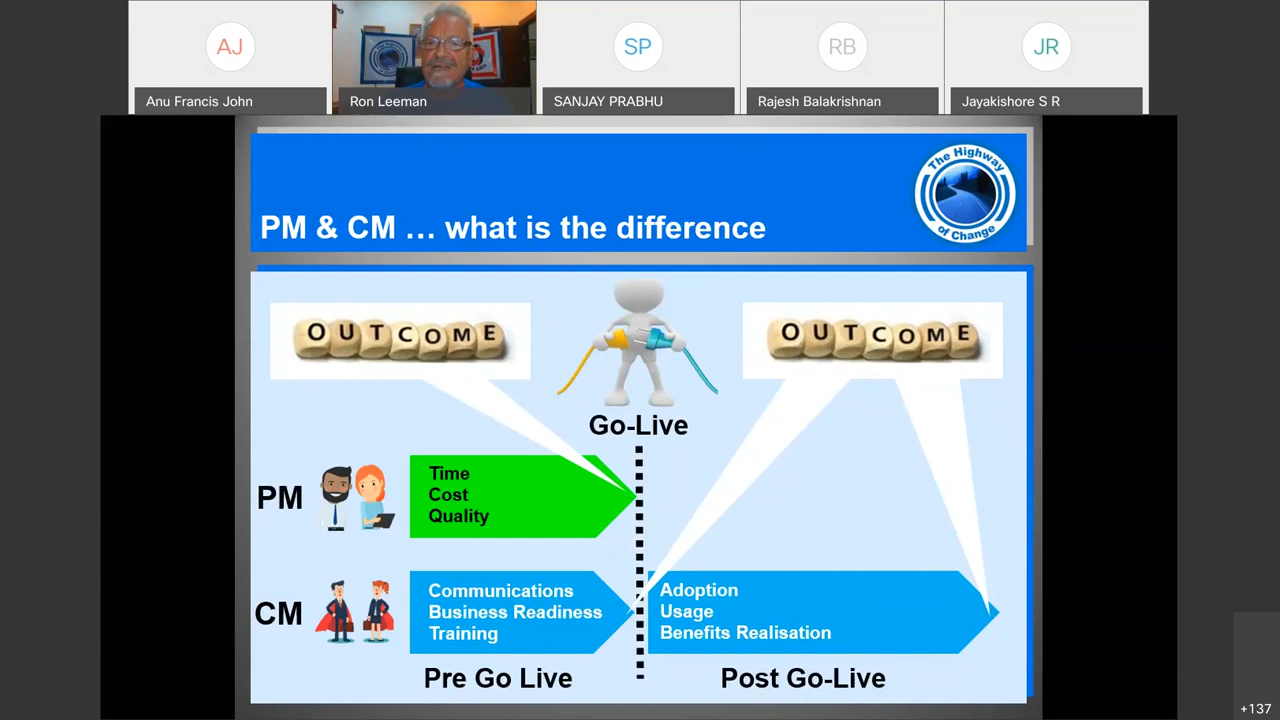 AJ
Anu Francis John
Ron Leeman
SP
SANJAY PRABHU
RB
Rajesh Balakrishnan
JR
Jayakishore S R
The Highway
of Change
PM & CM ... what is the difference
OUTCOME
OUTCOME
Go-Live
PM
Time
Cost
Quality
CM
Communications
Business Readiness
Training
Adoption
Usage
Benefits Realisation
Pre Go Live
Post Go-Live
+137